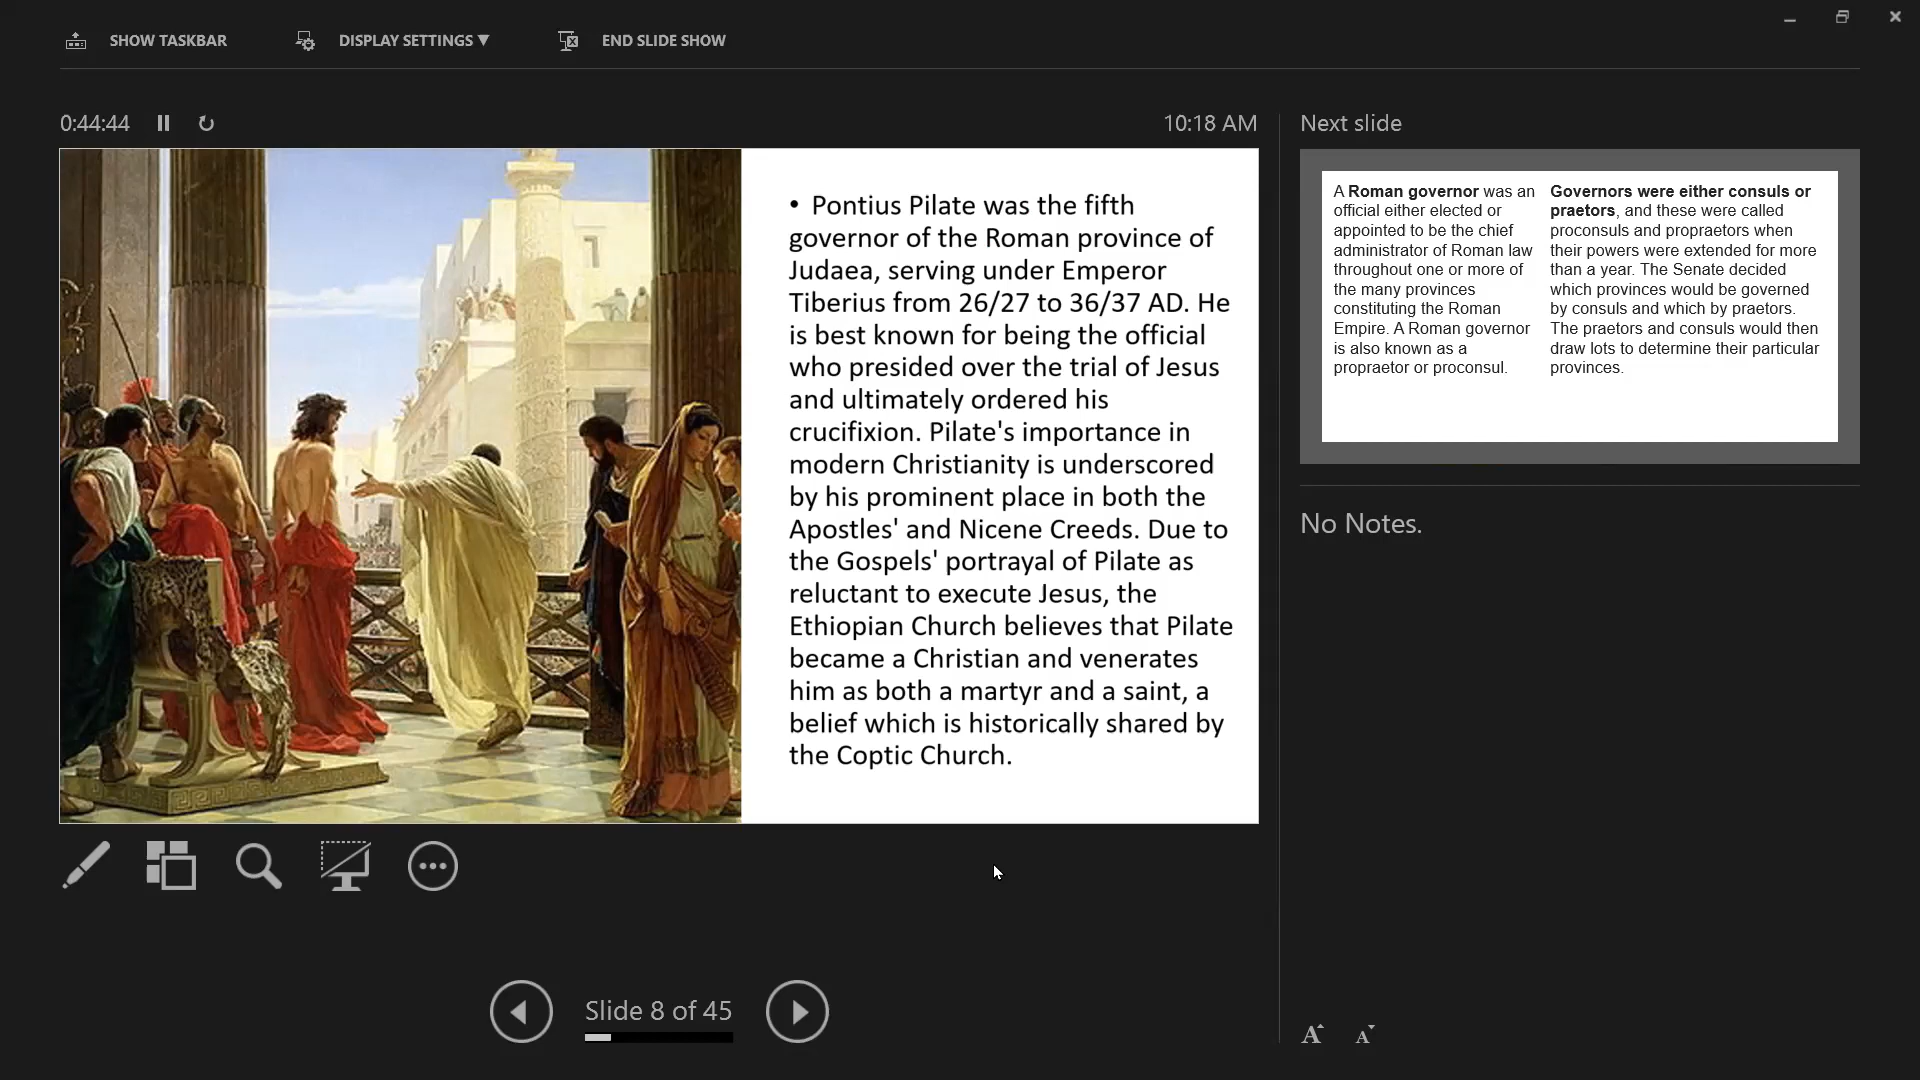 SHOW TASKBAR
DISPLAY SETTINGS ▼
END SLIDE SHOW
0:44:44
10:18 AM
Next slide
• Pontius Pilate was the fifth
governor of the Roman province of
Judaea, serving under Emperor
Tiberius from 26/27 to 36/37 AD. He
is best known for being the official
who presided over the trial of Jesus
and ultimately ordered his
crucifixion. Pilate's importance in
modern Christianity is underscored
by his prominent place in both the
Apostles' and Nicene Creeds. Due to
the Gospels' portrayal of Pilate as
reluctant to execute Jesus, the
Ethiopian Church believes that Pilate
became a Christian and venerates
him as both a martyr and a saint, a
belief which is historically shared by
the Coptic Church.
A Roman governor was an
official either elected or
appointed to be the chief
administrator of Roman law
throughout one or more of
the many provinces
constituting the Roman
Empire. A Roman governor
is also known as a
propraetor or proconsul.
Governors were either consuls or
praetors, and these were called
proconsuls and propraetors when
their powers were extended for more
than a year. The Senate decided
which provinces would be governed
by consuls and which by praetors.
The praetors and consuls would then
draw lots to determine their particular
provinces.
No Notes.
Slide 8 of 45
A A